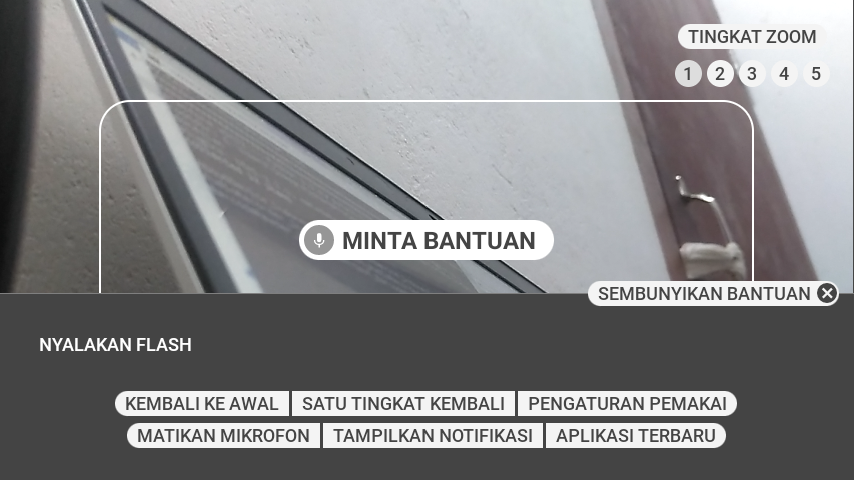 TINGKAT ZOOM
1 2 3 4 5
MINTA BANTUAN
SEMBUNYIKAN BANTUAN
NYALAKAN FLASH
KEMBALI KE AWAL SATU TINGKAT KEMBALI PENGATURAN PEMAKAI
MATIKAN MIKROFON TAMPILKAN NOTIFIKASI APLIKASI TERBARU